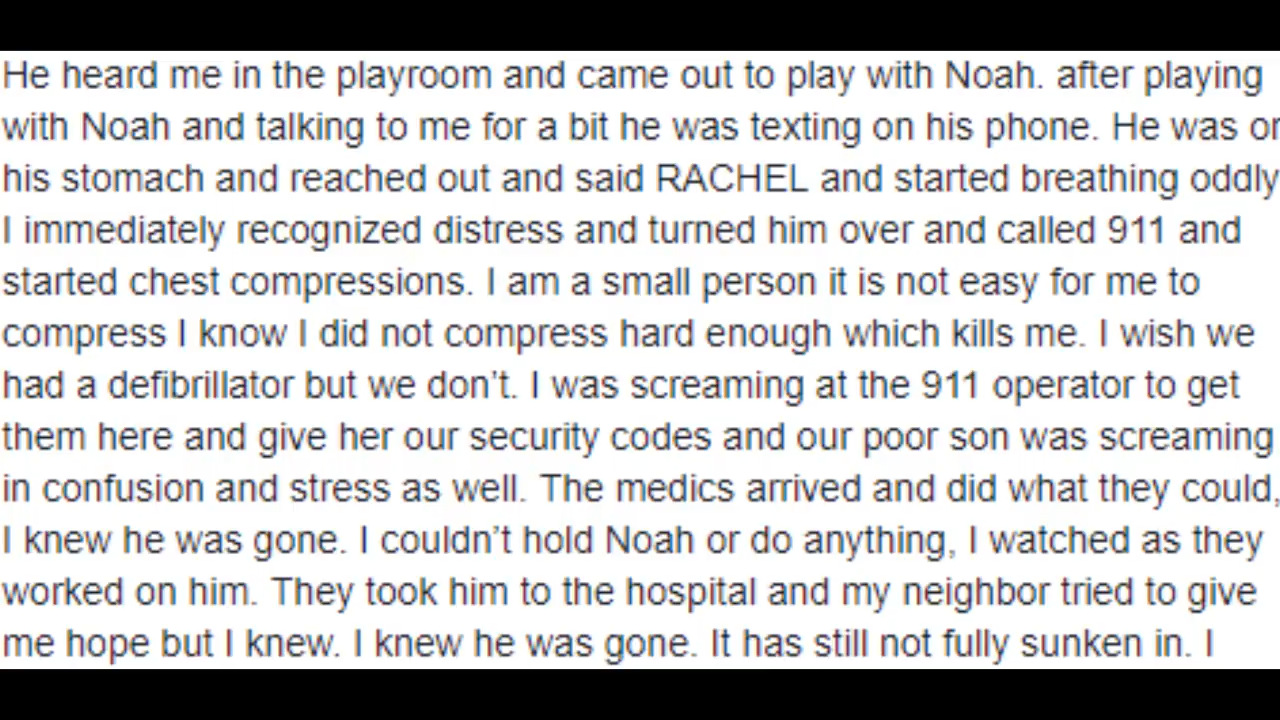 He heard me in the playroom and came out to play with Noah. after playing
with Noah and talking to me for a bit he was texting on his phone. He was on
his stomach and reached out and said RACHEL and started breathing oddly
I immediately recognized distress and turned him over and called 911 and
started chest compressions. I am a small person it is not easy for me to
compress I know I did not compress hard enough which kills me. I wish we
had a defibrillator but we don’t. I was screaming at the 911 operator to get
them here and give her our security codes and our poor son was screaming
in confusion and stress as well. The medics arrived and did what they could,
I knew he was gone. I couldn’t hold Noah or do anything, I watched as they
worked on him. They took him to the hospital and my neighbor tried to give
me hope but I knew. I knew he was gone. It has still not fully sunken in. I